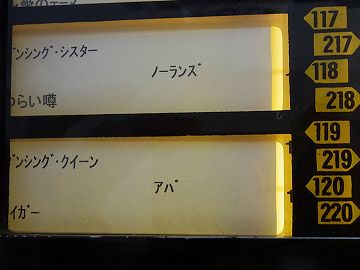 117
ンシング・シスター
217
ノーランズ
118
らい噂
218
119
ンシング・クイーン
219
アバ
120
イガー
220